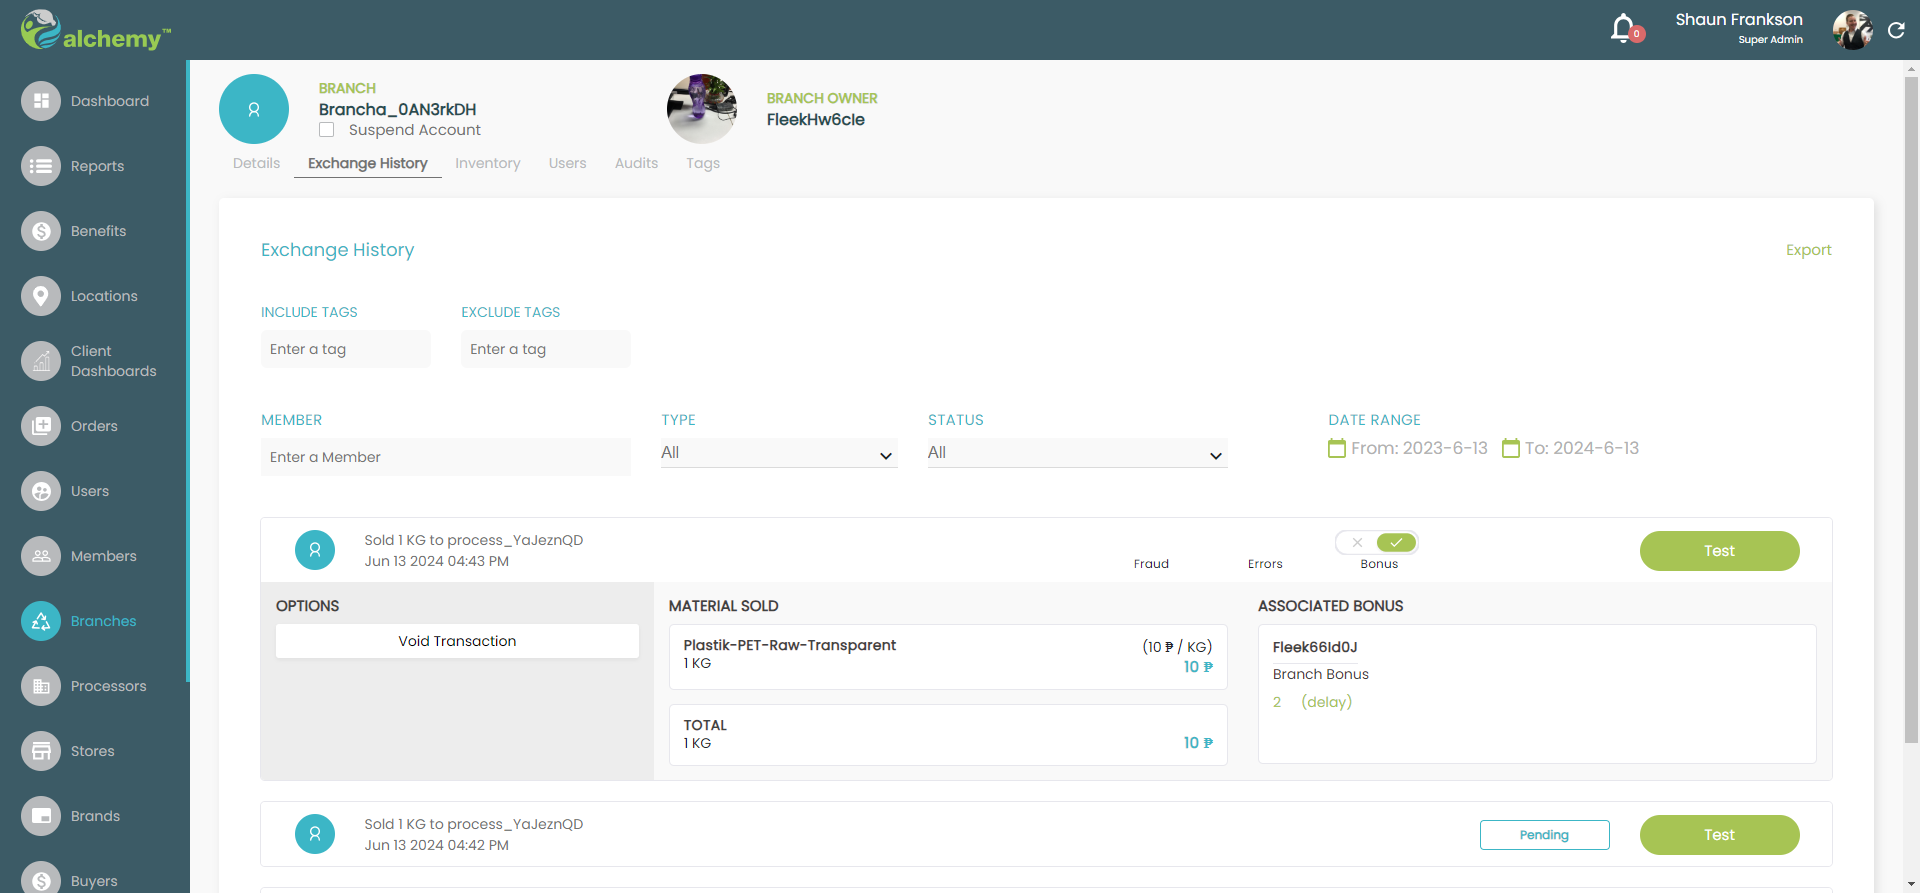 alchemy™
0
Shaun Frankson
Super Admin
Dashboard
Reports
Benefits
Locations
Client
Dashboards
Orders
Users
Members
Branches
Processors
Stores
Brands
Buyers
BRANCH
Brancha_0AN3rkDH
Suspend Account
BRANCH OWNER
FleekHw6cIe
Details Exchange History Inventory Users Audits Tags
Exchange History
Export
INCLUDE TAGS EXCLUDE TAGS
Enter a tag Enter a tag
MEMBER TYPE STATUS DATE RANGE
Enter a Member All All From: 2023-6-13 To: 2024-6-13
Sold 1 KG to process_YaJeznQD
Jun 13 2024 04:43 PM
Fraud Errors Bonus
Test
OPTIONS
Void Transaction
MATERIAL SOLD
Plastik-PET-Raw-Transparent (10 ₱ / KG)
1 KG 10 ₱
TOTAL
1 KG 10 ₱
ASSOCIATED BONUS
Fleek66Id0J
Branch Bonus
2 (delay)
Sold 1 KG to process_YaJeznQD
Jun 13 2024 04:42 PM
Pending
Test